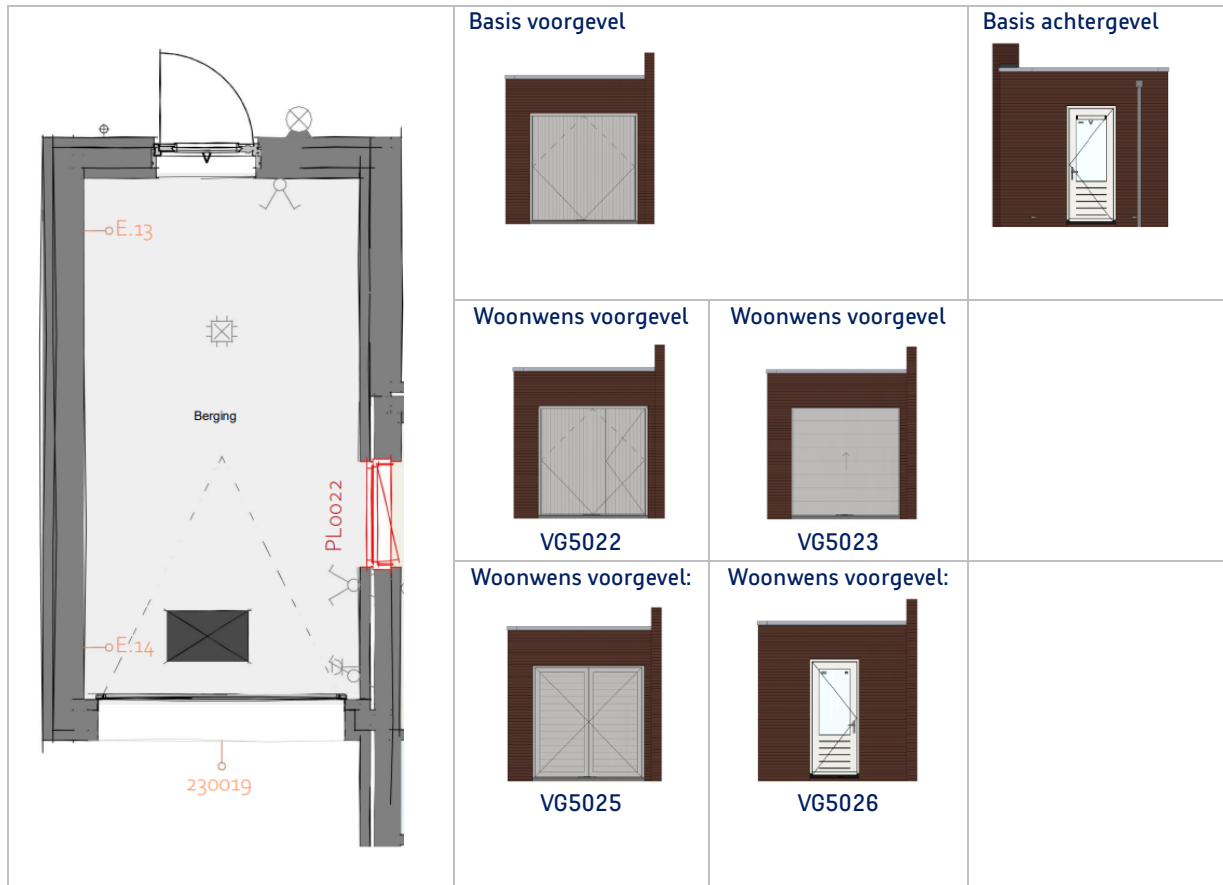 Basis voorgevel
Basis achtergevel
E.13
Berging
PL0022
E.14
230019
Woonwens voorgevel
VG5022
Woonwens voorgevel
VG5023
Woonwens voorgevel:
VG5025
Woonwens voorgevel:
VG5026